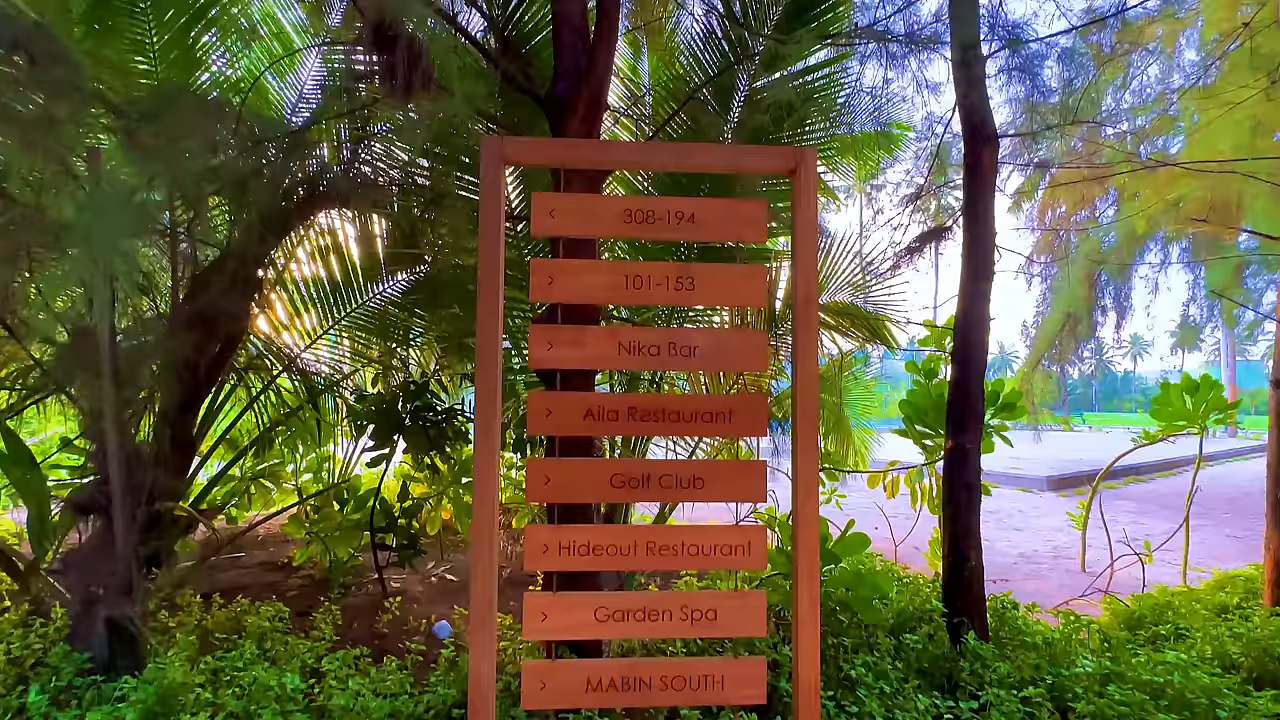 < 308-194
> 101-153
> Nika Bar
> Aila Restaurant
> Golf Club
> Hideout Restaurant
> Garden Spa
> MABIN SOUTH